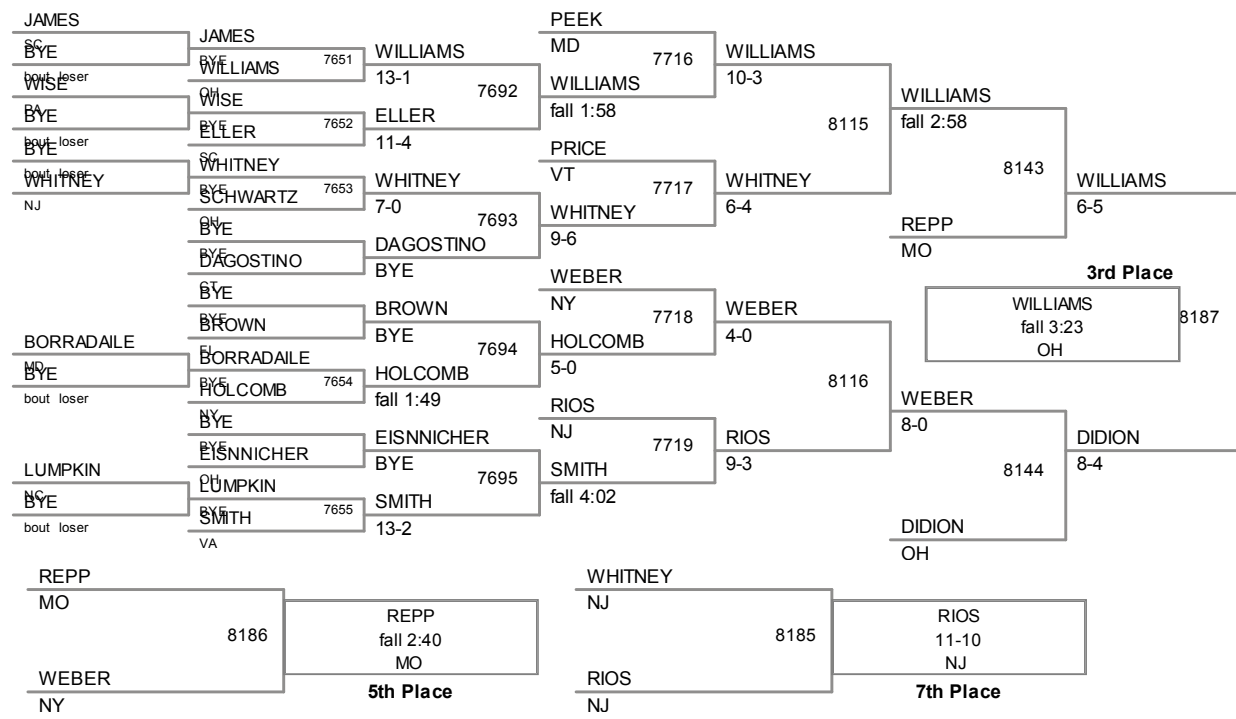 JAMES
SC
BYE
bout loser
WISE
PA
BYE
bout loser
BYE
bout loser
WHITNEY
NJ
BORRADAILE
MD
BYE
bout loser
LUMPKIN
NC
BYE
bout loser
JAMES
BYE
7651
WILLIAMS
OH
WISE
BYE
7652
ELLER
SC
WHITNEY
BYE
7653
SCHWARTZ
OH
BYE
BYE
DAGOSTINO
CT
BYE
BYE
BROWN
FL
BORRADAILE
BYE
7654
HOLCOMB
NY
BYE
BYE
EISNNICHER
OH
LUMPKIN
BYE
7655
SMITH
VA
WILLIAMS
13-1
7692
ELLER
11-4
WHITNEY
7-0
7693
DAGOSTINO
BYE
BROWN
BYE
7694
HOLCOMB
fall 1:49
EISNNICHER
BYE
7695
SMITH
13-2
PEEK
MD
7716
WILLIAMS
fall 1:58
PRICE
VT
7717
WHITNEY
9-6
WEBER
NY
7718
HOLCOMB
5-0
RIOS
NJ
7719
SMITH
fall 4:02
WILLIAMS
10-3
8115
WHITNEY
6-4
WEBER
4-0
8116
RIOS
9-3
WILLIAMS
fall 2:58
8143
REPP
MO
WEBER
8-0
8144
DIDION
OH
WILLIAMS
6-5
3rd Place
WILLIAMS
fall 3:23
OH
8187
DIDION
8-4
REPP
MO
8186
WEBER
NY
REPP
fall 2:40
MO
5th Place
WHITNEY
NJ
8185
RIOS
NJ
RIOS
11-10
NJ
7th Place